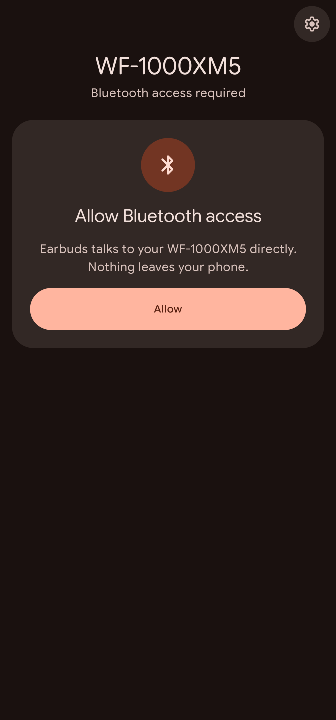 WF-1000XM5
Bluetooth access required
Allow Bluetooth access
Earbuds talks to your WF-1000XM5 directly.
Nothing leaves your phone.
Allow